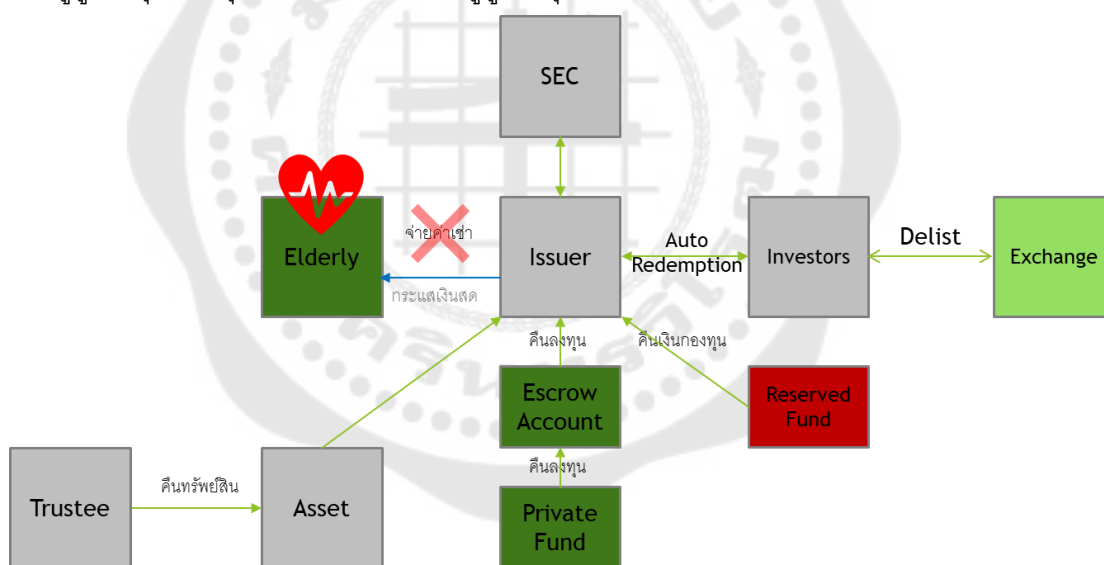 SEC
จ่ายค่าเช่า
Elderly
กระแสเงินสด
Issuer
Auto
Redemption
Investors
Delist
Exchange
คืนลงทุน
คืนเงินกองทุน
Escrow
Account
Reserved
Fund
คืนลงทุน
Trustee
คืนทรัพย์สิน
Asset
Private
Fund